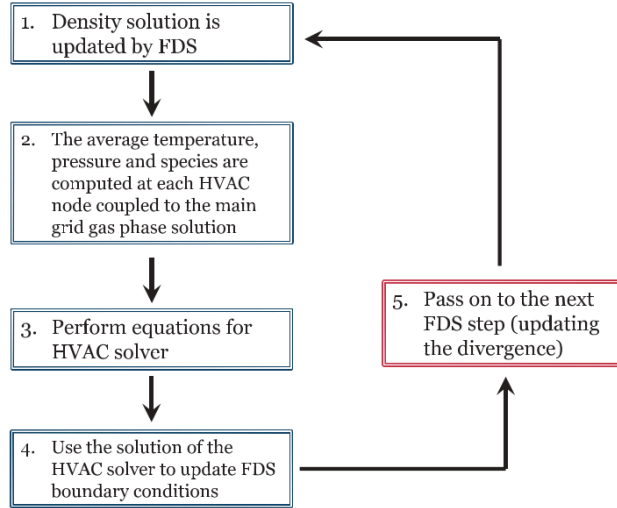 1. Density solution is
updated by FDS
2. The average temperature,
pressure and species are
computed at each HVAC
node coupled to the main
grid gas phase solution
3. Perform equations for
HVAC solver
4. Use the solution of the
HVAC solver to update FDS
boundary conditions
5. Pass on to the next
FDS step (updating
the divergence)